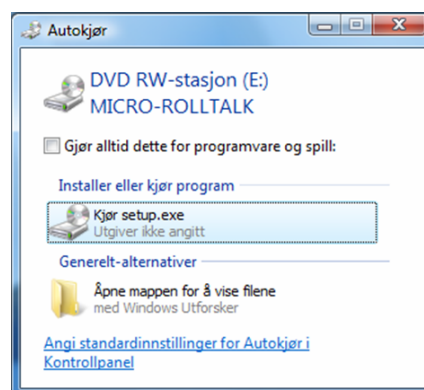 Autokjør
DVD RW-stasjon (E:)
MICRO-ROLLTALK
Gjør alltid dette for programvare og spill:
Installer eller kjør program
Kjør setup.exe
Utgiver ikke angitt
Generelt-alternativer
Åpne mappen for å vise filene
med Windows Utforsker
Angi standardinnstillinger for Autokjør i
Kontrollpanel